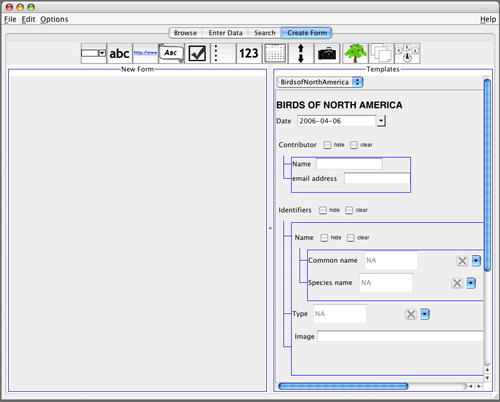 File Edit Options Help
Browse Enter Data Search Create Form
abc http://www. Abc 123
New Form
Templates
BirdsofNorthAmerica
BIRDS OF NORTH AMERICA
Date 2006-04-06
Contributor hide clear
Name
email address
Identifiers hide clear
Name hide clear
Common name NA
Species name NA
Type NA
Image